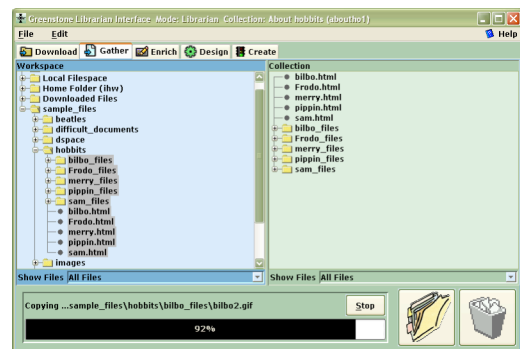 Greenstone Librarian Interface Mode: Librarian Collection: About hobbits (aboutho1)
File Edit Help
Download Gather Enrich Design Create
Workspace
Local Filespace
Home Folder (ihw)
Downloaded Files
sample_files
beatles
difficult_documents
dspace
hobbits
bilbo_files
Frodo_files
merry_files
pippin_files
sam_files
bilbo.html
Frodo.html
merry.html
pippin.html
sam.html
images
Show Files All Files
Collection
bilbo.html
Frodo.html
merry.html
pippin.html
sam.html
bilbo_files
Frodo_files
merry_files
pippin_files
sam_files
Show Files All Files
Copying ...sample_files\hobbits\bilbo_files\bilbo2.gif
Stop
92%